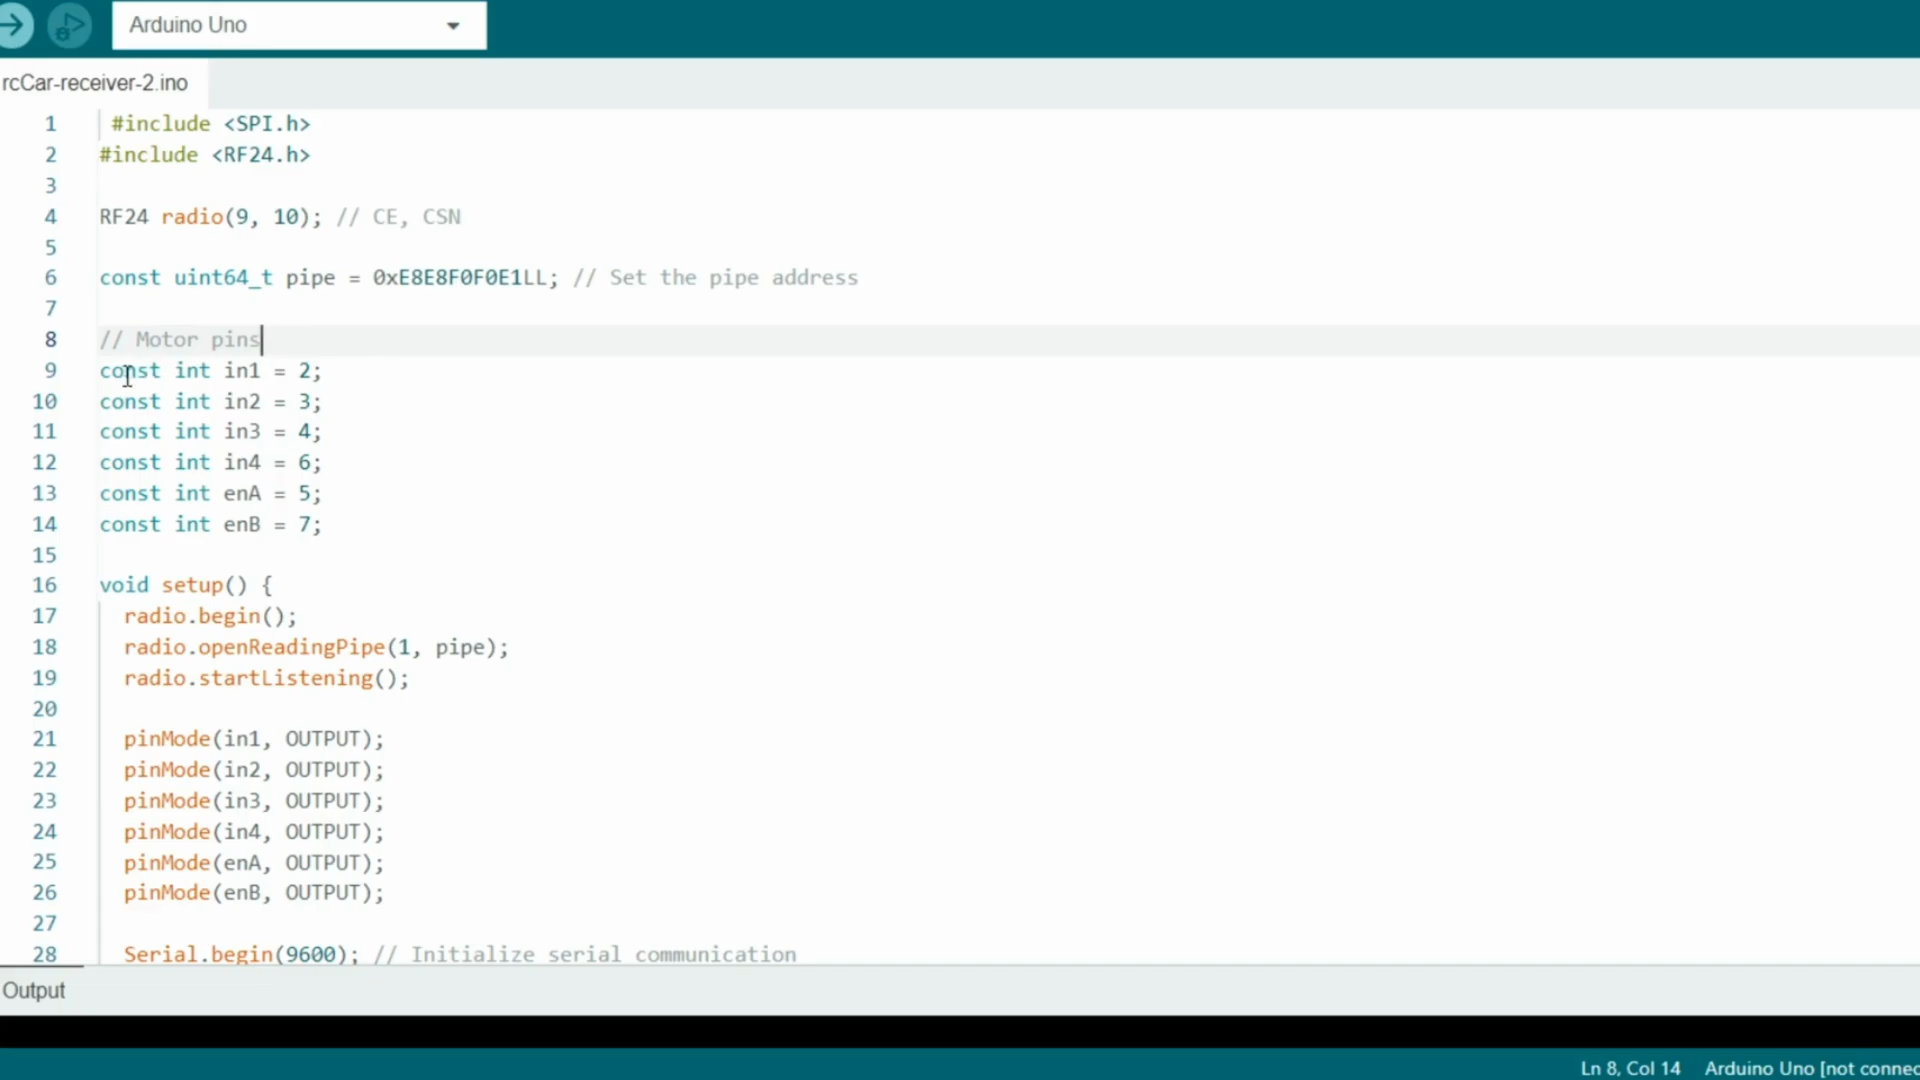 Arduino Uno
rcCar-receiver-2.ino
1 #include <SPI.h>
2 #include <RF24.h>
3
4 RF24 radio(9, 10); // CE, CSN
5
6 const uint64_t pipe = 0xE8E8F0F0E1LL; // Set the pipe address
7
8 // Motor pins
9 const int in1 = 2;
10 const int in2 = 3;
11 const int in3 = 4;
12 const int in4 = 6;
13 const int enA = 5;
14 const int enB = 7;
15
16 void setup() {
17 radio.begin();
18 radio.openReadingPipe(1, pipe);
19 radio.startListening();
20
21 pinMode(in1, OUTPUT);
22 pinMode(in2, OUTPUT);
23 pinMode(in3, OUTPUT);
24 pinMode(in4, OUTPUT);
25 pinMode(enA, OUTPUT);
26 pinMode(enB, OUTPUT);
27
28 Serial.begin(9600); // Initialize serial communication
Output
Ln 8, Col 14 Arduino Uno [not connec